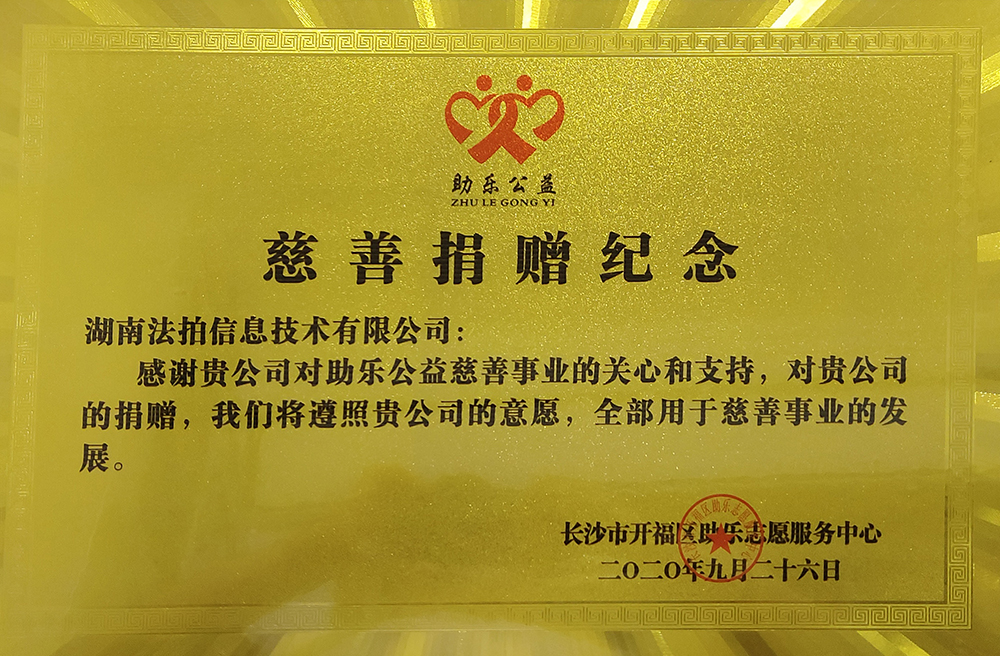 助乐公益
ZHU LE GONG YI
慈善捐赠纪念
湖南法拍信息技术有限公司：
感谢贵公司对助乐公益慈善事业的关心和支持，对贵公司
的捐赠，我们将遵照贵公司的意愿，全部用于慈善事业的发
展。
长沙市开福区助乐志愿服务中心
二〇二〇年九月二十六日